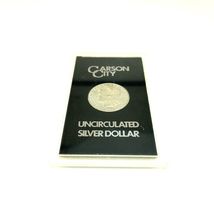 CARSON
CITY
UNCIRCULATED
SILVER DOLLAR